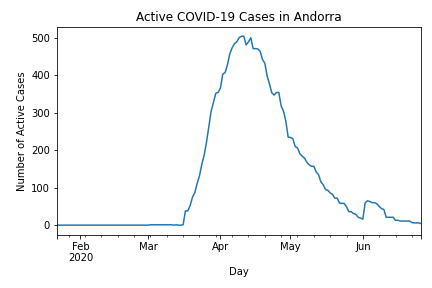 Active COVID-19 Cases in Andorra
Number of Active Cases
500
400
300
200
100
0
Feb
2020
Mar
Apr
May
Jun
Day